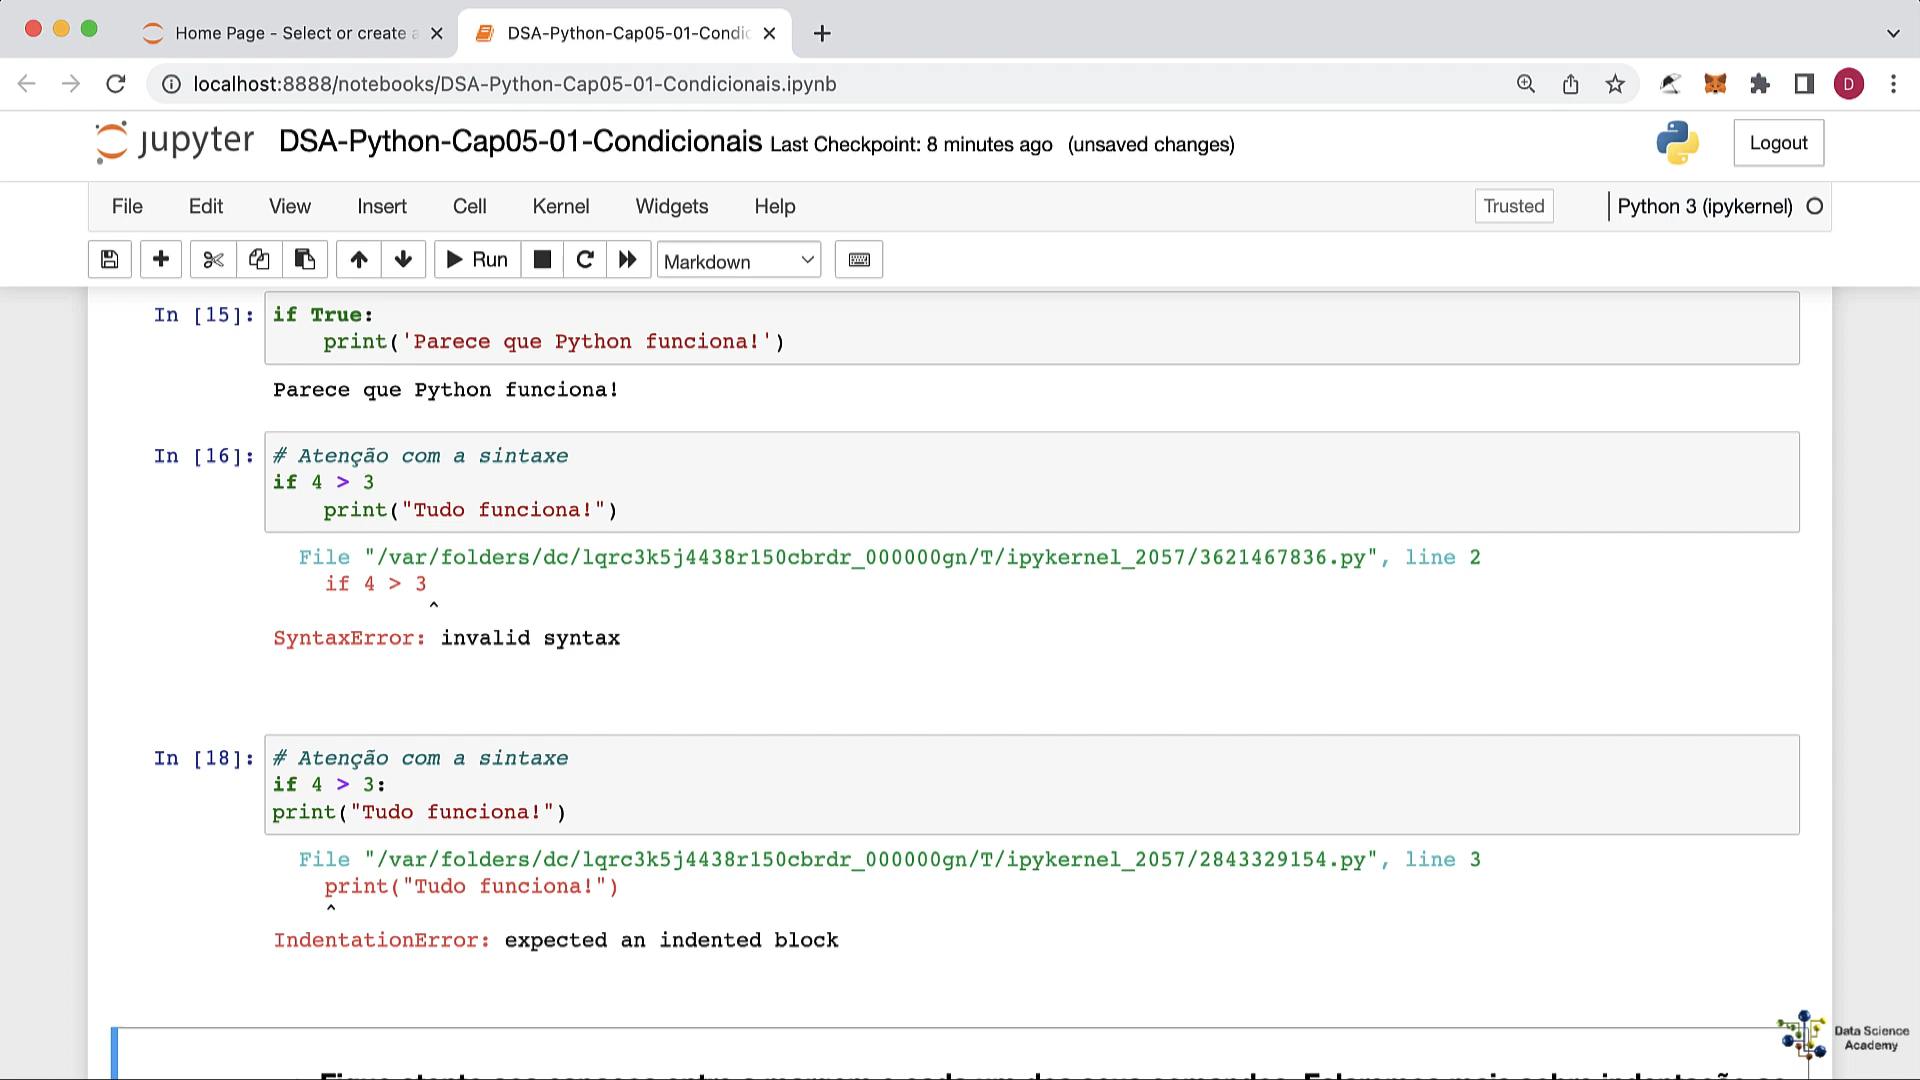 Home Page - Select or create a
DSA-Python-Cap05-01-Condic
localhost:8888/notebooks/DSA-Python-Cap05-01-Condicionais.ipynb
D
jupyter DSA-Python-Cap05-01-Condicionais Last Checkpoint: 8 minutes ago (unsaved changes)
Logout
File Edit View Insert Cell Kernel Widgets Help
Trusted
Python 3 (ipykernel)
Run
Markdown
In [15]: if True:
print('Parece que Python funciona!')
Parece que Python funciona!
In [16]: # Atenção com a sintaxe
if 4 > 3
print("Tudo funciona!")
File "/var/folders/dc/lqrc3k5j4438r150cbrdr_000000gn/T/ipykernel_2057/3621467836.py", line 2
if 4 > 3
^
SyntaxError: invalid syntax
In [18]: # Atenção com a sintaxe
if 4 > 3:
print("Tudo funciona!")
File "/var/folders/dc/lqrc3k5j4438r150cbrdr_000000gn/T/ipykernel_2057/2843329154.py", line 3
print("Tudo funciona!")
^
IndentationError: expected an indented block
Data Science
Academy